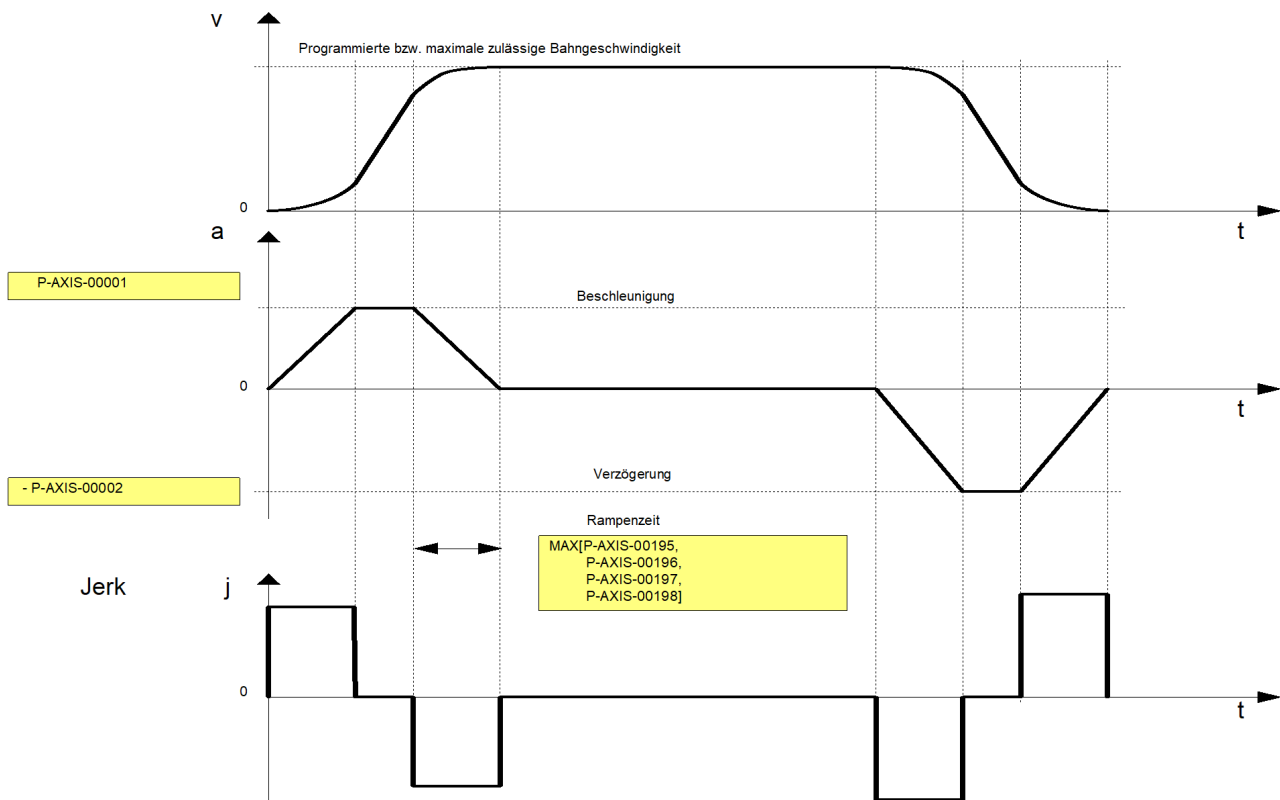 v
Programmierte bzw. maximale zulässige Bahngeschwindigkeit
0
t
a
P-AXIS-00001
Beschleunigung
0
t
Verzögerung
- P-AXIS-00002
Rampenzeit
MAX[P-AXIS-00195,
P-AXIS-00196,
P-AXIS-00197,
P-AXIS-00198]
Jerk
j
0
t